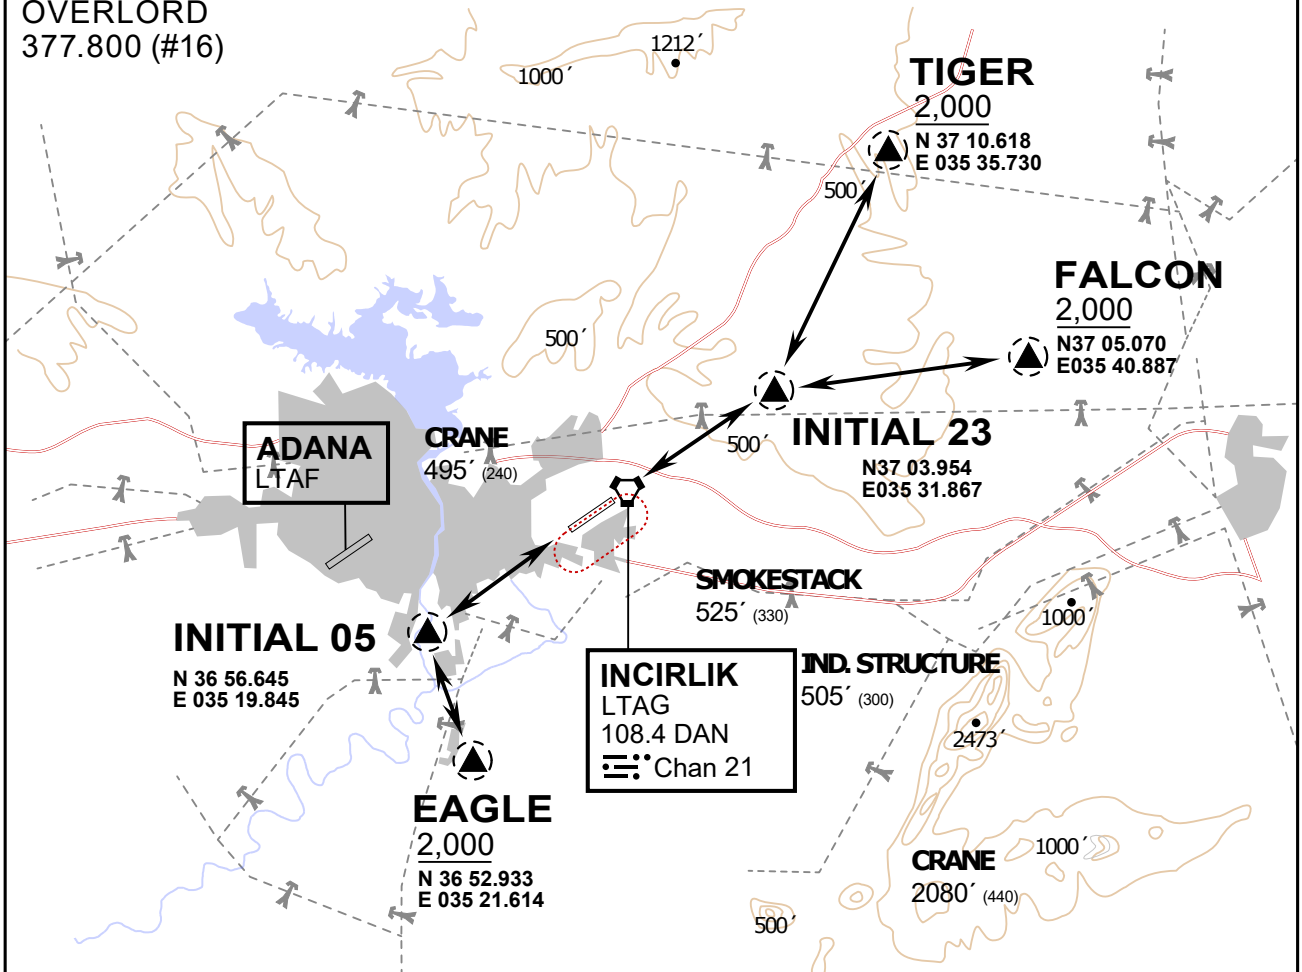 OVERLORD
377.800 (#16)
1212´
1000´
TIGER
2,000
N 37 10.618
E 035 35.730
500´
FALCON
2,000
N37 05.070
E035 40.887
500´
INITIAL 23
N37 03.954
E035 31.867
500´
CRANE
495´ (240)
ADANA
LTAF
SMOKESTACK
525´ (330)
1000´
INITIAL 05
N 36 56.645
E 035 19.845
IND. STRUCTURE
505´ (300)
INCIRLIK
LTAG
108.4 DAN
Chan 21
2473´
EAGLE
2,000
N 36 52.933
E 035 21.614
1000´
CRANE
2080´ (440)
500´